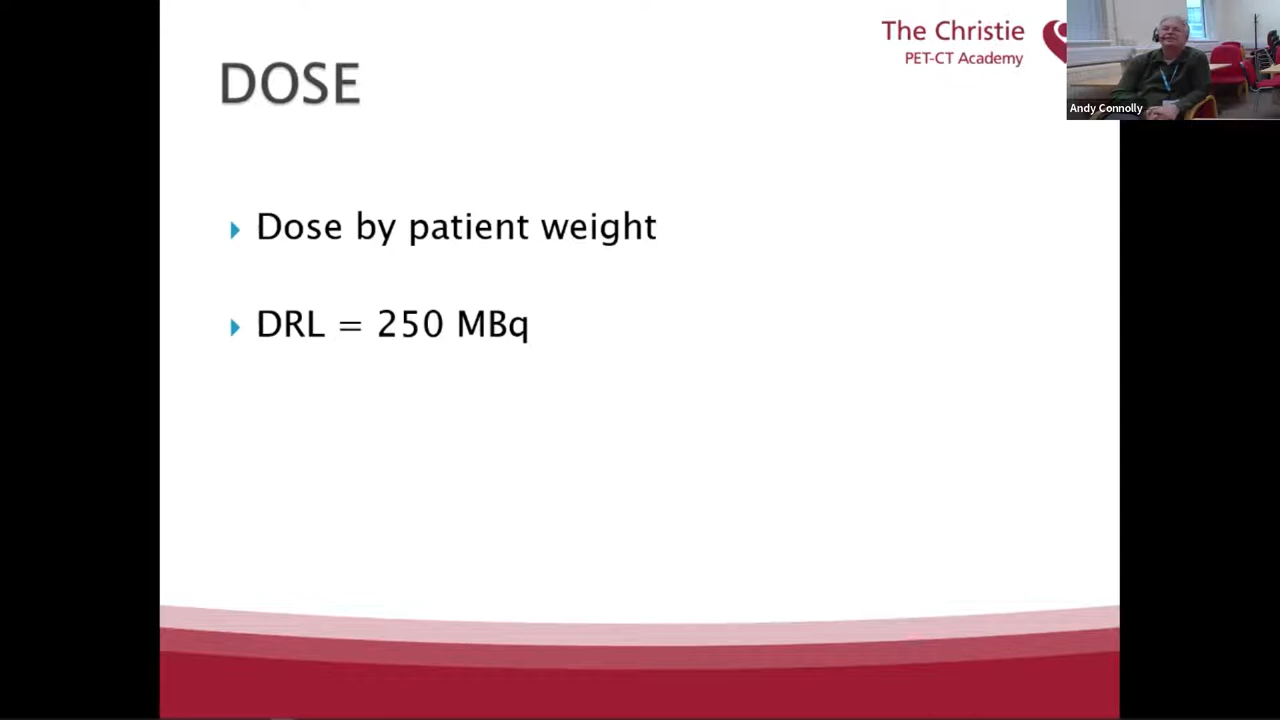 The Christie
PET-CT Academy
DOSE
Andy Connolly
Dose by patient weight
DRL = 250 MBq